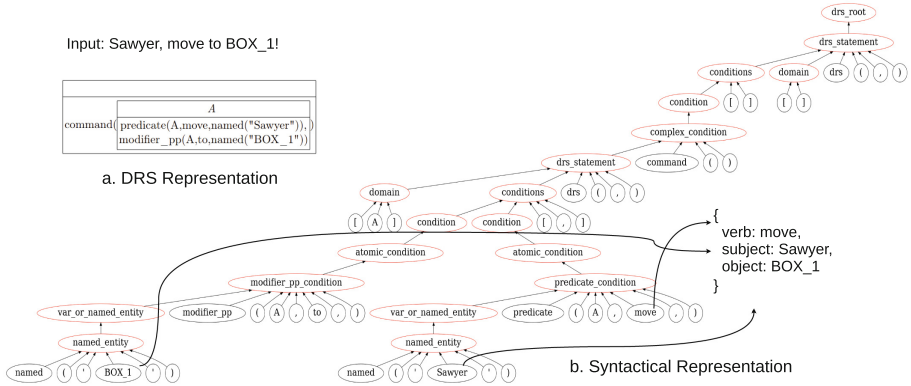 Input: Sawyer, move to BOX_1!
A
command( predicate(A,move,named("Sawyer")), )
modifier_pp(A,to,named("BOX_1"))
a. DRS Representation
drs_root
drs_statement
conditions domain drs ( , )
condition [ ] [ ]
complex_condition
drs_statement command ( )
domain conditions drs ( , )
[ A ] condition condition [ , ]
atomic_condition atomic_condition
modifier_pp_condition predicate_condition
var_or_named_entity modifier_pp ( A , to , ) var_or_named_entity predicate ( A , move , )
named_entity named_entity
named ( ' BOX_1 ' ) named ( ' Sawyer ' )
{
verb: move,
subject: Sawyer,
object: BOX_1
}
b. Syntactical Representation